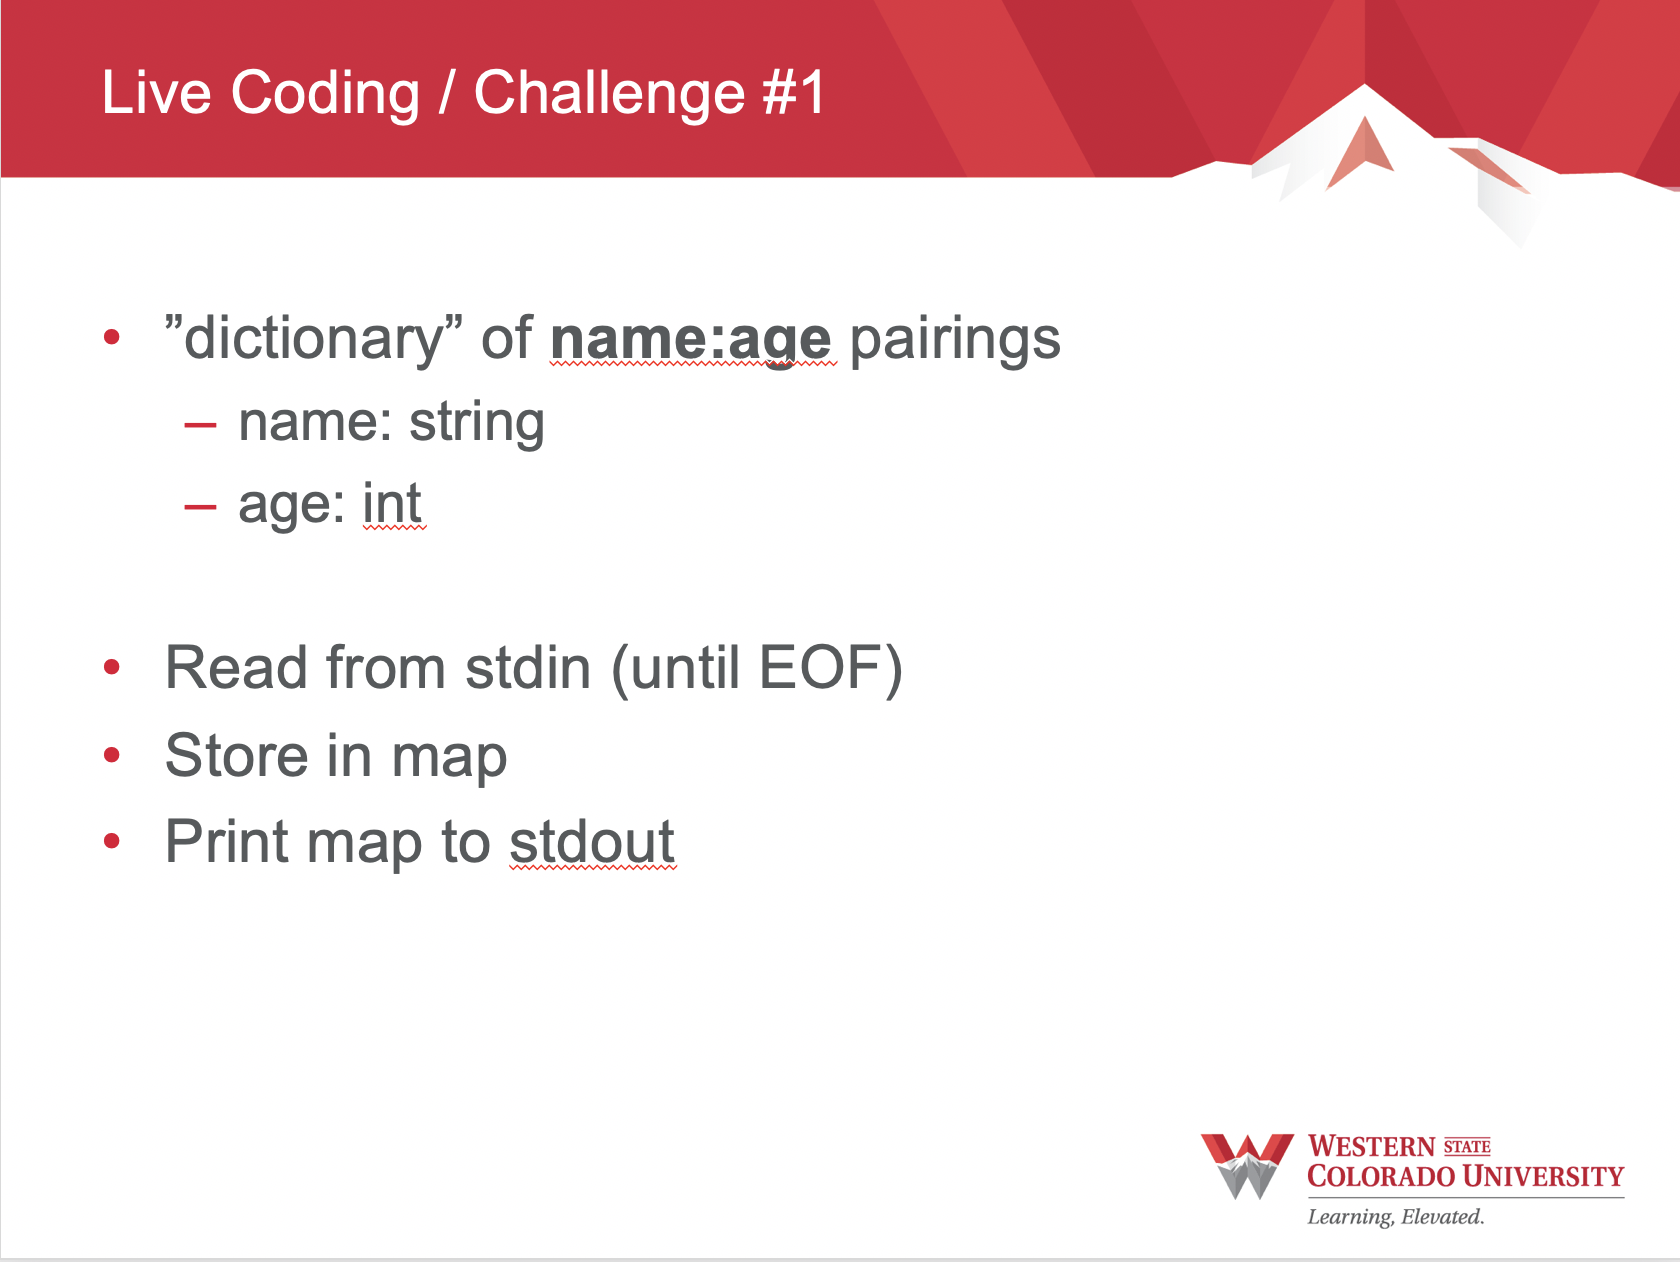 Live Coding / Challenge #1
• ”dictionary” of name:age pairings
– name: string
– age: int
• Read from stdin (until EOF)
• Store in map
• Print map to stdout
WESTERN STATE
COLORADO UNIVERSITY
Learning, Elevated.